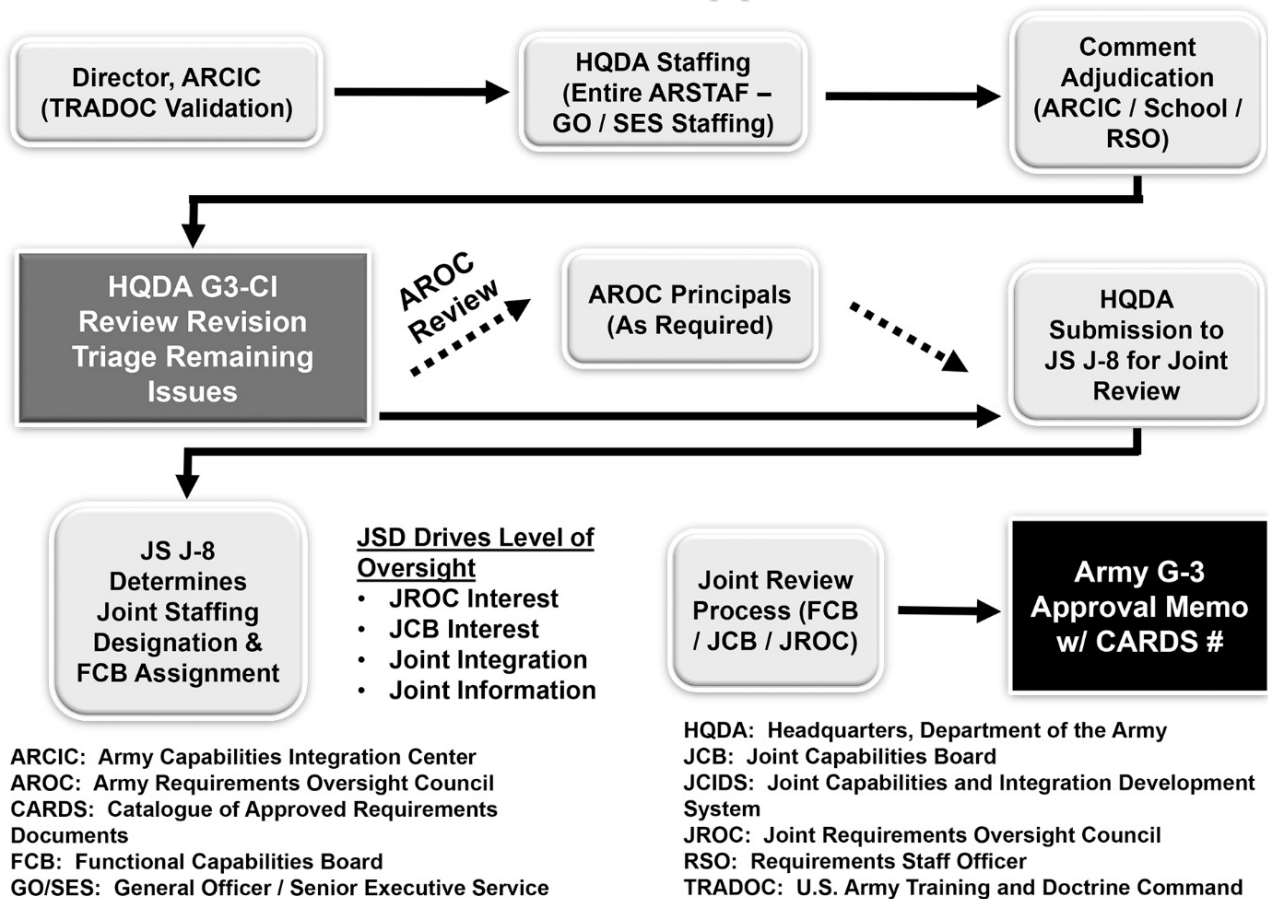 Director, ARCIC
(TRADOC Validation)
HQDA Staffing
(Entire ARSTAF –
GO / SES Staffing)
Comment
Adjudication
(ARCIC / School /
RSO)
HQDA G3-CI
Review Revision
Triage Remaining
Issues
AROC
Review
AROC Principals
(As Required)
HQDA
Submission to
JS J-8 for Joint
Review
JS J-8
Determines
Joint Staffing
Designation &
FCB Assignment
JSD Drives Level of
Oversight
• JROC Interest
• JCB Interest
• Joint Integration
• Joint Information
Joint Review
Process (FCB
/ JCB / JROC)
Army G-3
Approval Memo
w/ CARDS #
ARCIC: Army Capabilities Integration Center
AROC: Army Requirements Oversight Council
CARDS: Catalogue of Approved Requirements
Documents
FCB: Functional Capabilities Board
GO/SES: General Officer / Senior Executive Service
HQDA: Headquarters, Department of the Army
JCB: Joint Capabilities Board
JCIDS: Joint Capabilities and Integration Development
System
JROC: Joint Requirements Oversight Council
RSO: Requirements Staff Officer
TRADOC: U.S. Army Training and Doctrine Command